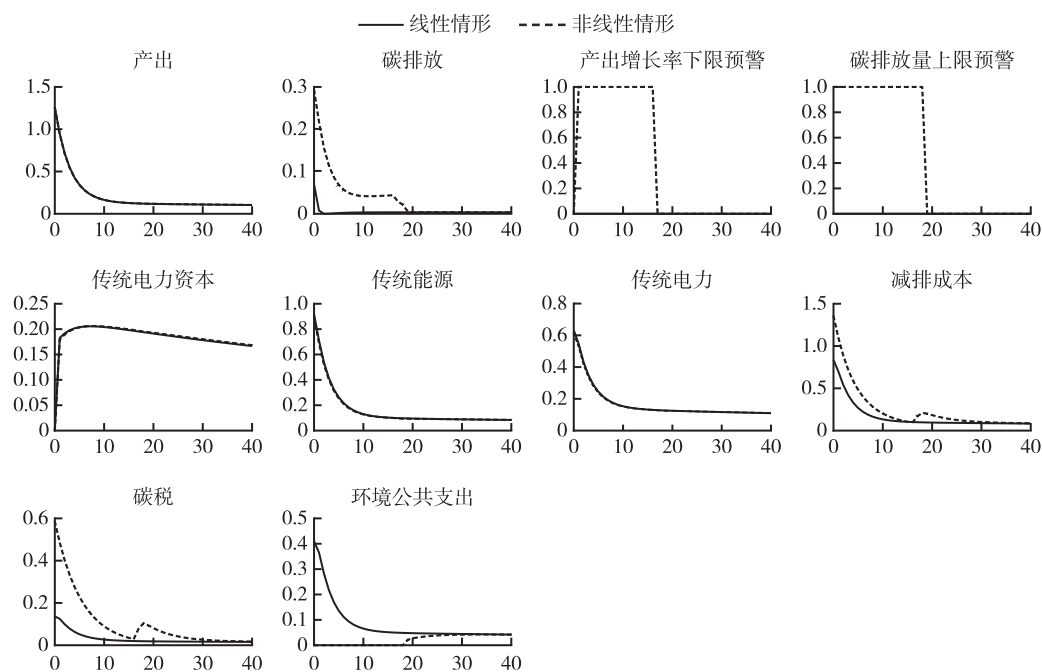 线性情形 非线性情形
产出 碳排放 产出增长率下限预警 碳排放量上限预警
1.5 0.3 1.0 1.0
0.8 0.8
1.0 0.2 0.6 0.6
0.5 0.1 0.4 0.4
0.2 0.2
0 0 0 0
0 10 20 30 40 0 10 20 30 40 0 10 20 30 40 0 10 20 30 40
传统电力资本 传统能源 传统电力 减排成本
0.25 1.0 0.8 1.5
0.20 0.8 0.6
0.15 0.6 1.0
0.10 0.4 0.4
0.05 0.2 0.2 0.5
0 0 0 0
0 10 20 30 40 0 10 20 30 40 0 10 20 30 40 0 10 20 30 40
碳税 环境公共支出
0.6 0.5
0.4 0.4
0.3
0.2 0.2
0.1
0 0
0 10 20 30 40 0 10 20 30 40